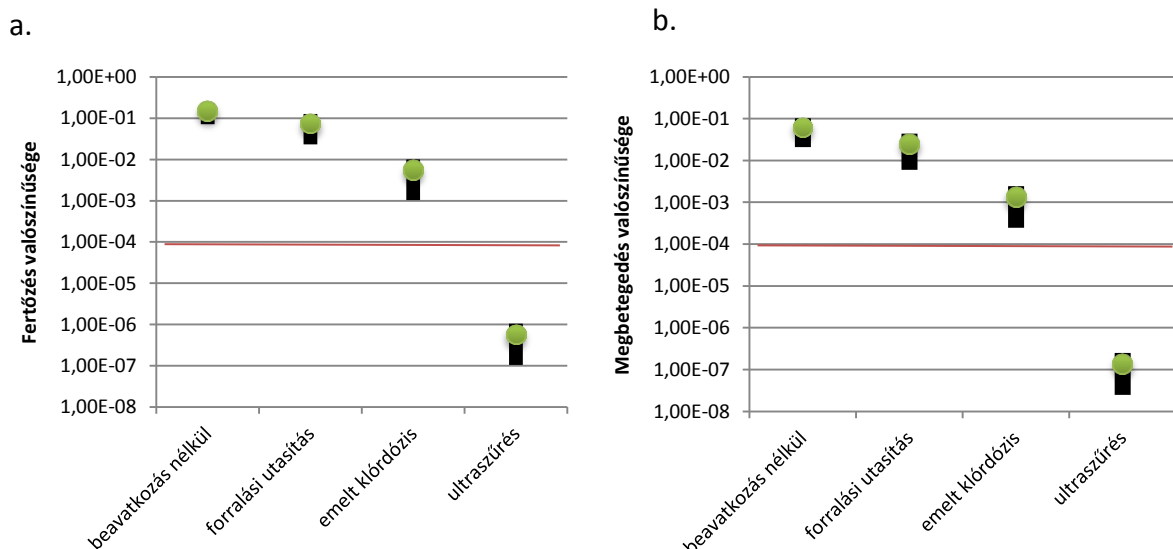 a.
Fertőzés valószínűsége
1,00E+00
1,00E-01
1,00E-02
1,00E-03
1,00E-04
1,00E-05
1,00E-06
1,00E-07
1,00E-08
beavatkozás nélkül
forralási utasítás
emelt klórdózis
ultraszűrés
b.
Megbetegedés valószínűsége
1,00E+00
1,00E-01
1,00E-02
1,00E-03
1,00E-04
1,00E-05
1,00E-06
1,00E-07
1,00E-08
beavatkozás nélkül
forralási utasítás
emelt klórdózis
ultraszűrés